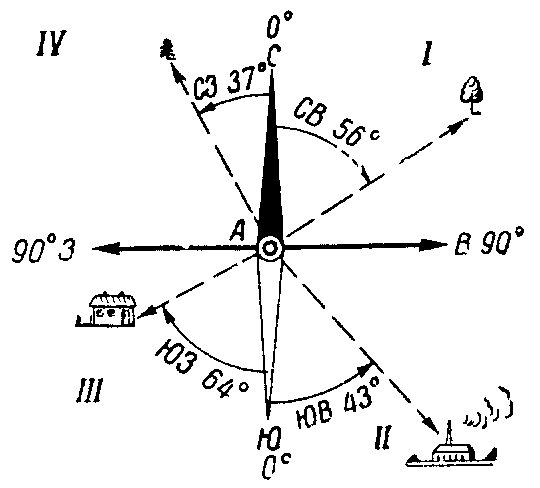 0°
IV
С
I
СЗ 37°
СВ 56°
А
90° З
В 90°
ЮЗ 64°
ЮВ 43°
III
Ю
II
0°